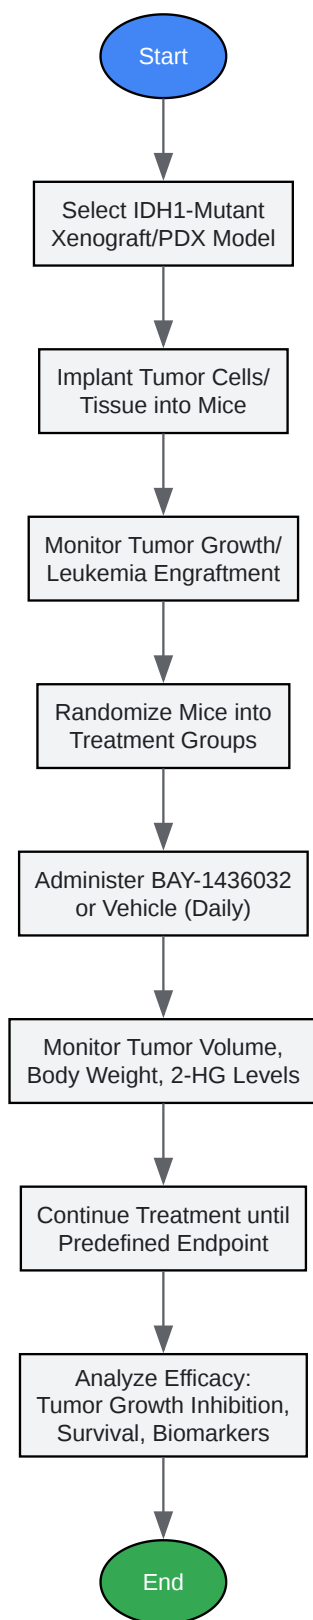 Start
Select IDH1-Mutant
Xenograft/PDX Model
Implant Tumor Cells/
Tissue into Mice
Monitor Tumor Growth/
Leukemia Engraftment
Randomize Mice into
Treatment Groups
Administer BAY-1436032
or Vehicle (Daily)
Monitor Tumor Volume,
Body Weight, 2-HG Levels
Continue Treatment until
Predefined Endpoint
Analyze Efficacy:
Tumor Growth Inhibition,
Survival, Biomarkers
End